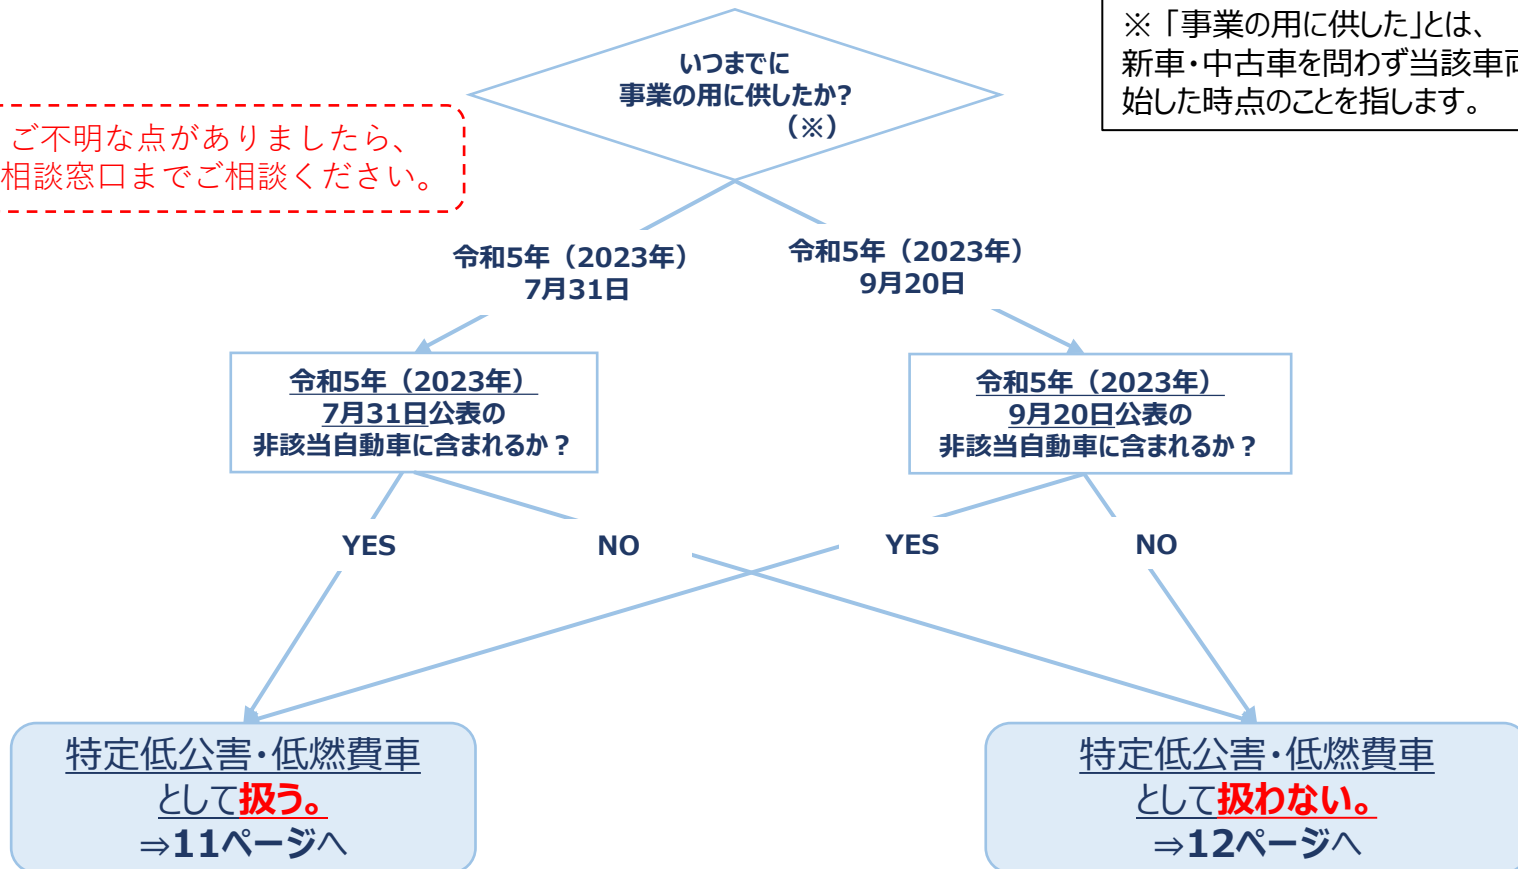 いつまでに
事業の用に供したか?
（※）
※「事業の用に供した」とは、
新車・中古車を問わず当該車両
始した時点のことを指します。
ご不明な点がありましたら、
相談窓口までご相談ください。
令和5年（2023年）
7月31日
令和5年（2023年）
9月20日
令和5年（2023年）
7月31日公表の
非該当自動車に含まれるか？
令和5年（2023年）
9月20日公表の
非該当自動車に含まれるか？
YES
NO
YES
NO
特定低公害・低燃費車
として扱う。
⇒11ページへ
特定低公害・低燃費車
として扱わない。
⇒12ページへ